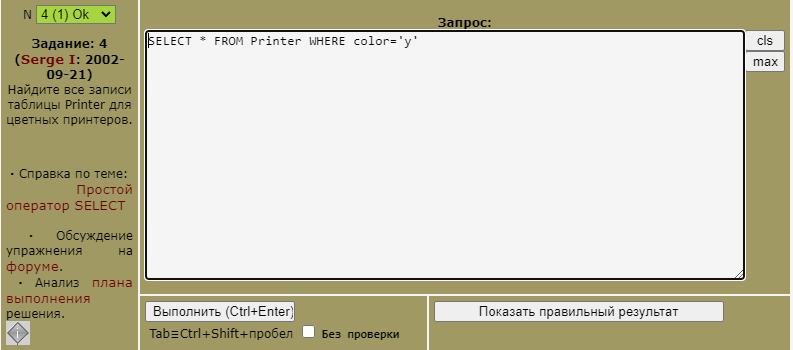 N 4 (1) Ok
Задание: 4
(Serge I: 2002-
09-21)
Найдите все записи
таблицы Printer для
цветных принтеров.
· Справка по теме:
Простой
оператор SELECT
· Обсуждение
упражнения на
форуме.
· Анализ плана
выполнения
решения.
Запрос:
SELECT * FROM Printer WHERE color='y'
cls
max
Выполнить (Ctrl+Enter)
Tab≡Ctrl+Shift+пробел Без проверки
Показать правильный результат